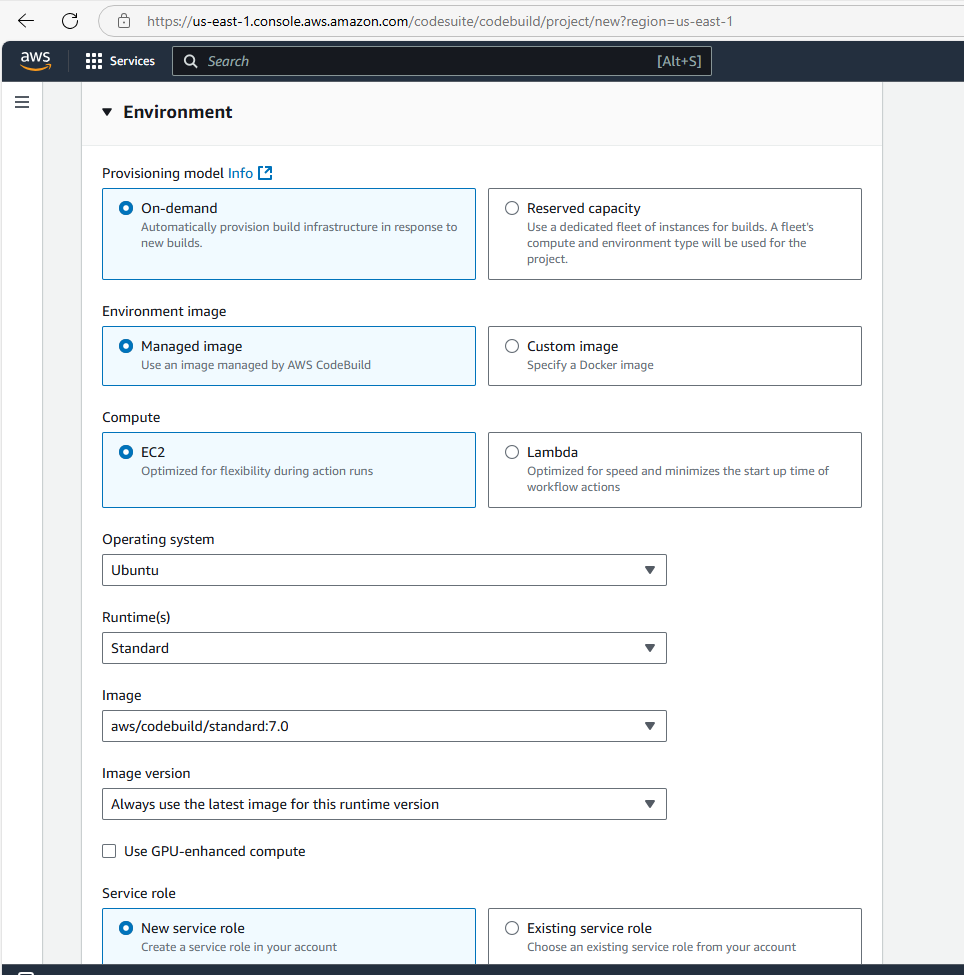 https://us-east-1.console.aws.amazon.com/codesuite/codebuild/project/new?region=us-east-1
aws Services Search [Alt+S]
Environment
Provisioning model Info
On-demand
Automatically provision build infrastructure in response to
new builds.
Reserved capacity
Use a dedicated fleet of instances for builds. A fleet's
compute and environment type will be used for the
project.
Environment image
Managed image
Use an image managed by AWS CodeBuild
Custom image
Specify a Docker image
Compute
EC2
Optimized for flexibility during action runs
Lambda
Optimized for speed and minimizes the start up time of
workflow actions
Operating system
Ubuntu
Runtime(s)
Standard
Image
aws/codebuild/standard:7.0
Image version
Always use the latest image for this runtime version
Use GPU-enhanced compute
Service role
New service role
Create a service role in your account
Existing service role
Choose an existing service role from your account